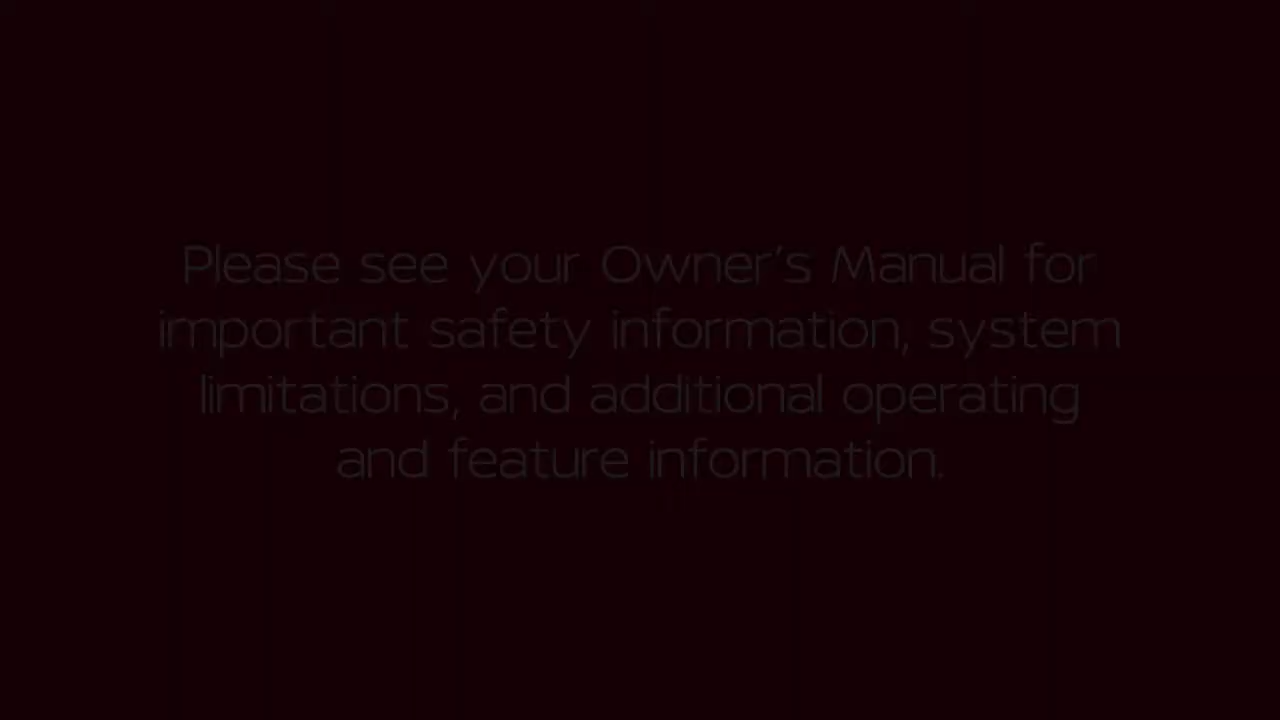 Please see your Owner's Manual for
important safety information, system
limitations, and additional operating
and feature information.